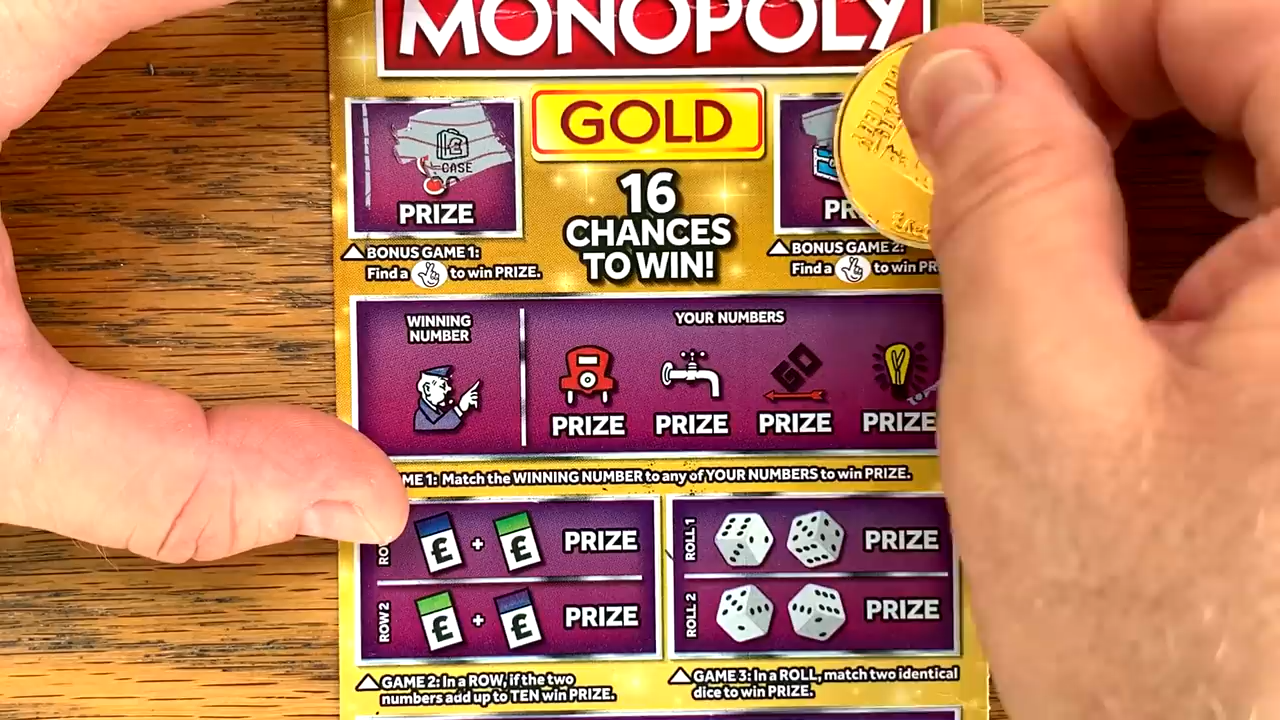 MONOPOLY
GOLD
CASE
PRIZE
16
CHANCES
TO WIN!
BONUS GAME 1:
Find a to win PRIZE.
BONUS GAME 2:
Find a to win
WINNING
NUMBER
YOUR NUMBERS
GO
PRIZE PRIZE PRIZE PRIZE
1: Match the WINNING NUMBER to any of YOUR NUMBERS to win PRIZE.
£ + £ PRIZE
ROW 2 £ + £ PRIZE
ROLL 1 PRIZE
ROLL 2 PRIZE
GAME 2: In a ROW, if the two
numbers add up to TEN win PRIZE.
GAME 3: In a ROLL, match two identical
dice to win PRIZE.